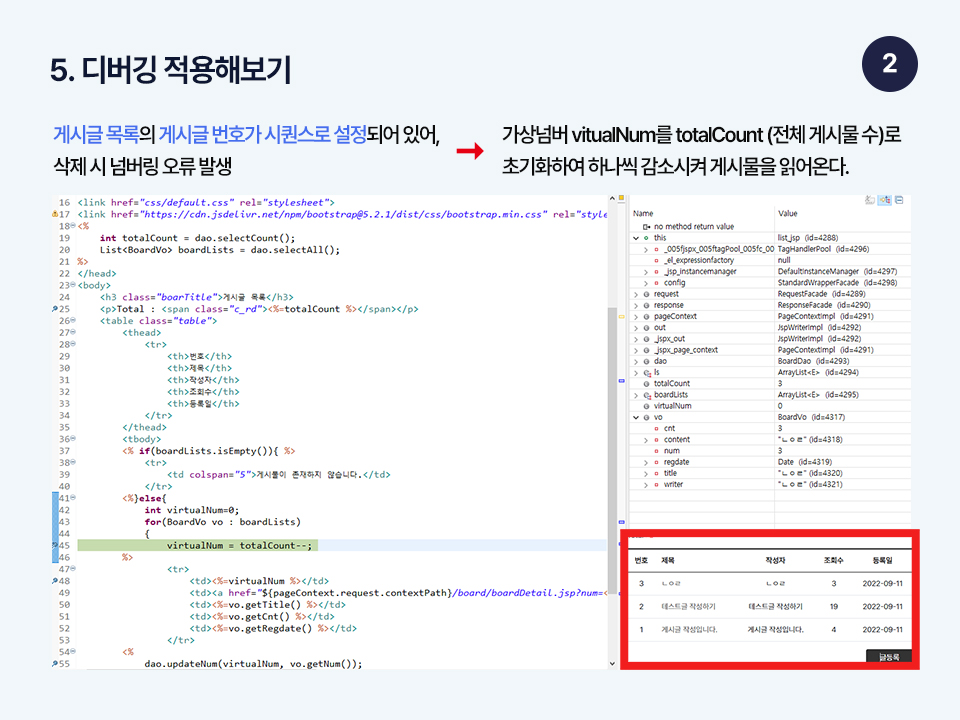 5. 디버깅 적용해보기
2
게시글 목록의 게시글 번호가 시퀀스로 설정되어 있어,
삭제 시 넘버링 오류 발생
가상넘버 vitualNum를 totalCount (전체 게시물 수)로
초기화하여 하나씩 감소시켜 게시물을 읽어온다.
16 <link href="css/default.css" rel="stylesheet">
17 <link href="https://cdn.jsdelivr.net/npm/bootstrap@5.2.1/dist/css/bootstrap.min.css" rel="style
18 <%
19 int totalCount = dao.selectCount();
20 List<BoardVo> boardLists = dao.selectAll();
21 %>
22 </head>
23 <body>
24 <h3 class="boarTitle">게시글 목록</h3>
25 <p>Total : <span class="c_rd"><%=totalCount %></span></p>
26 <table class="table">
27 <thead>
28 <tr>
29 <th>번호</th>
30 <th>제목</th>
31 <th>작성자</th>
32 <th>조회수</th>
33 <th>등록일</th>
34 </tr>
35 </thead>
36 <tbody>
37 <% if(boardLists.isEmpty()){ %>
38 <tr>
39 <td colspan="5">게시물이 존재하지 않습니다.</td>
40 </tr>
41 <%}else{
42 int virtualNum=0;
43 for(BoardVo vo : boardLists)
44 {
45 virtualNum = totalCount--;
46 %>
47 <tr>
48 <td><%=virtualNum %></td>
49 <td><a href="${pageContext.request.contextPath}/board/boardDetail.jsp?num=<
50 <td><%=vo.getTitle() %></td>
51 <td><%=vo.getCnt() %></td>
52 <td><%=vo.getRegdate() %></td>
53 </tr>
54 <%
55 dao.updateNum(virtualNum, vo.getNum());
Name Value
no method return value
this list_jsp (id=4288)
_005fjspx_005ftagPool_005fc_00 TagHandlerPool (id=4296)
_el_expressionfactory null
_jsp_instancemanager DefaultInstanceManager (id=4297)
config StandardWrapperFacade (id=4298)
request RequestFacade (id=4289)
response ResponseFacade (id=4290)
pageContext PageContextImpl (id=4291)
out JspWriterImpl (id=4292)
_jspx_out JspWriterImpl (id=4292)
_jspx_page_context PageContextImpl (id=4291)
dao BoardDao (id=4293)
ls ArrayList<E> (id=4294)
totalCount 3
boardLists ArrayList<E> (id=4295)
virtualNum 0
vo BoardVo (id=4317)
cnt 3
content "ㄴㅇㄹ" (id=4318)
num 3
regdate Date (id=4319)
title "ㄴㅇㄹ" (id=4320)
writer "ㄴㅇㄹ" (id=4321)
번호 제목 작성자 조회수 등록일
3 ㄴㅇㄹ ㄴㅇㄹ 3 2022-09-11
2 테스트글 작성하기 테스트글 작성하기 19 2022-09-11
1 게시글 작성입니다. 게시글 작성입니다. 4 2022-09-11
글등록